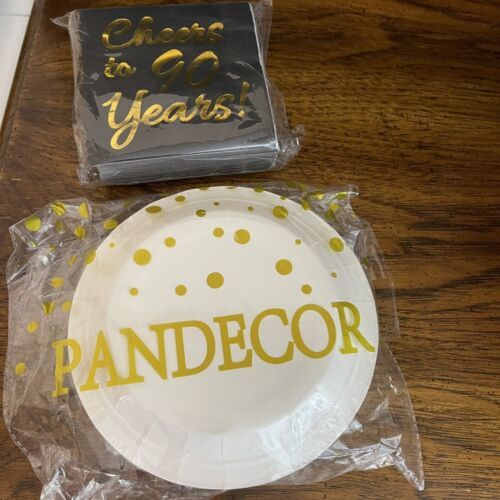 Cheers
to 90
Years!
PANDECOR